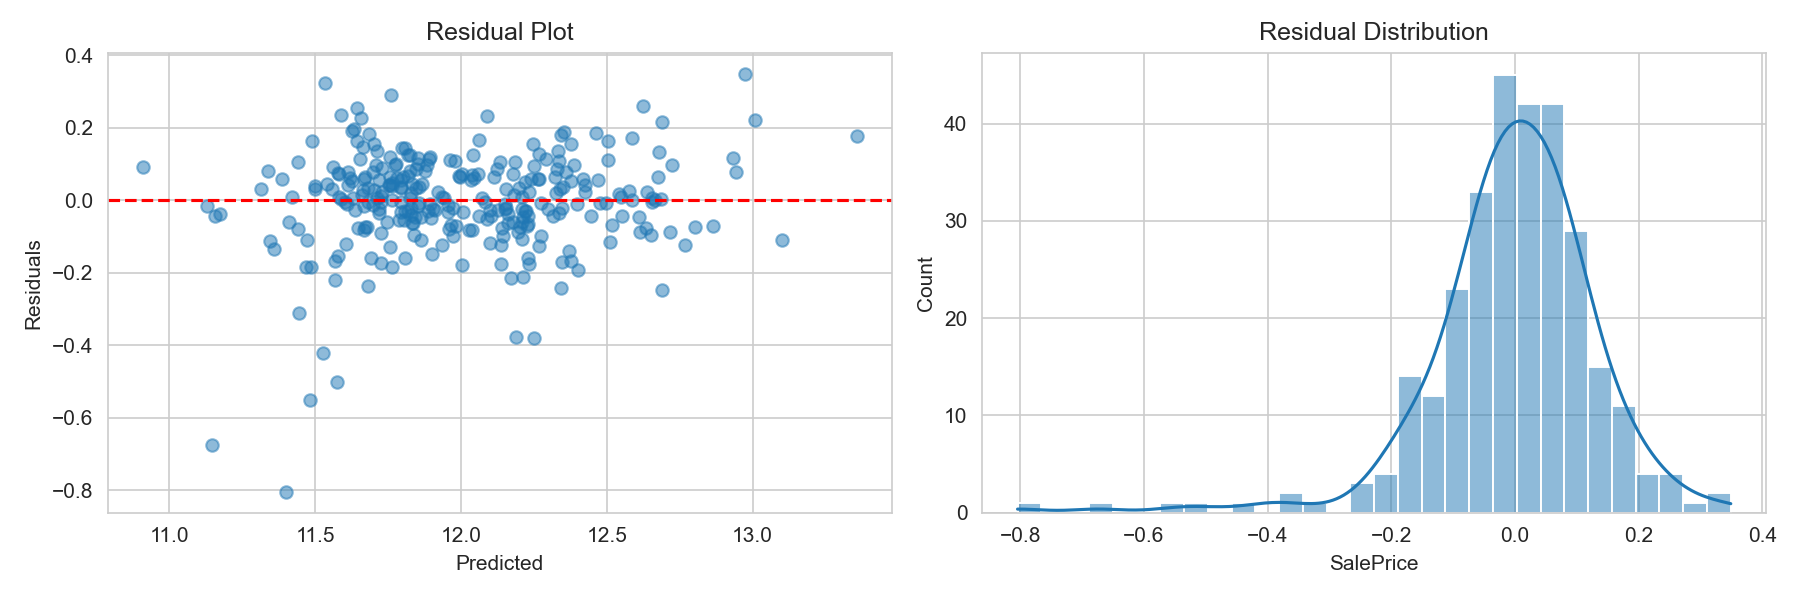 Residual Plot
0.4
0.2
0.0
−0.2
−0.4
−0.6
−0.8
Residuals
11.0 11.5 12.0 12.5 13.0
Predicted
Residual Distribution
40
30
20
10
0
Count
−0.8 −0.6 −0.4 −0.2 0.0 0.2 0.4
SalePrice